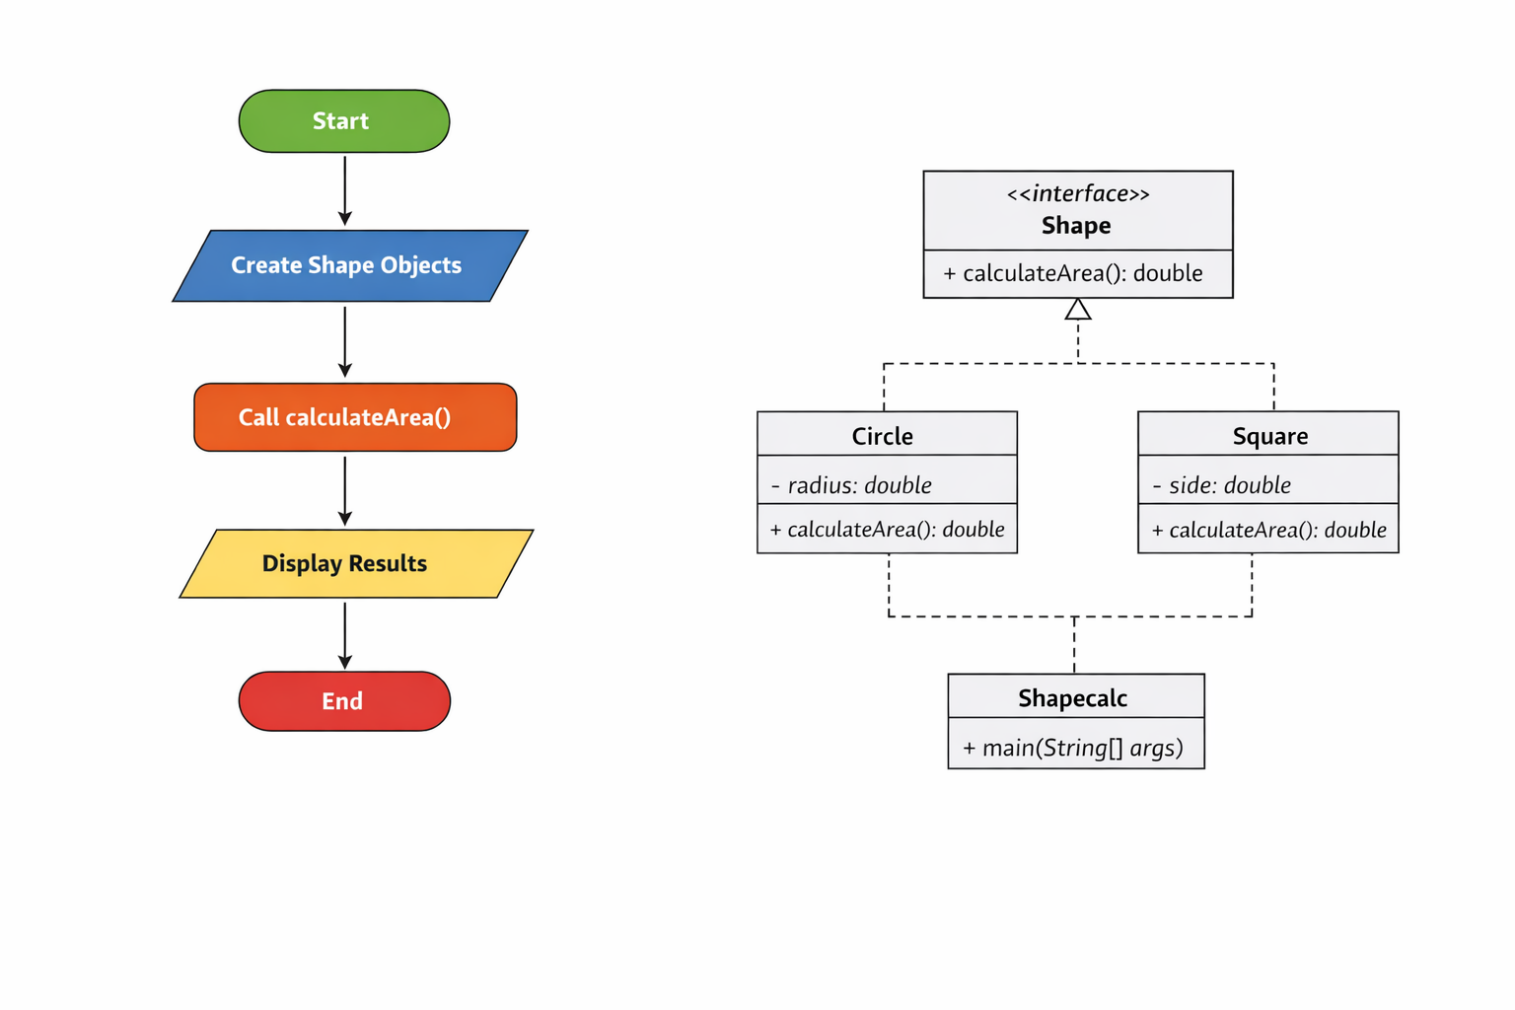 Start
Create Shape Objects
Call calculateArea()
Display Results
End
<<interface>>
Shape
+ calculateArea(): double
Circle
- radius: double
+ calculateArea(): double
Square
- side: double
+ calculateArea(): double
Shapecalc
+ main(String[] args)